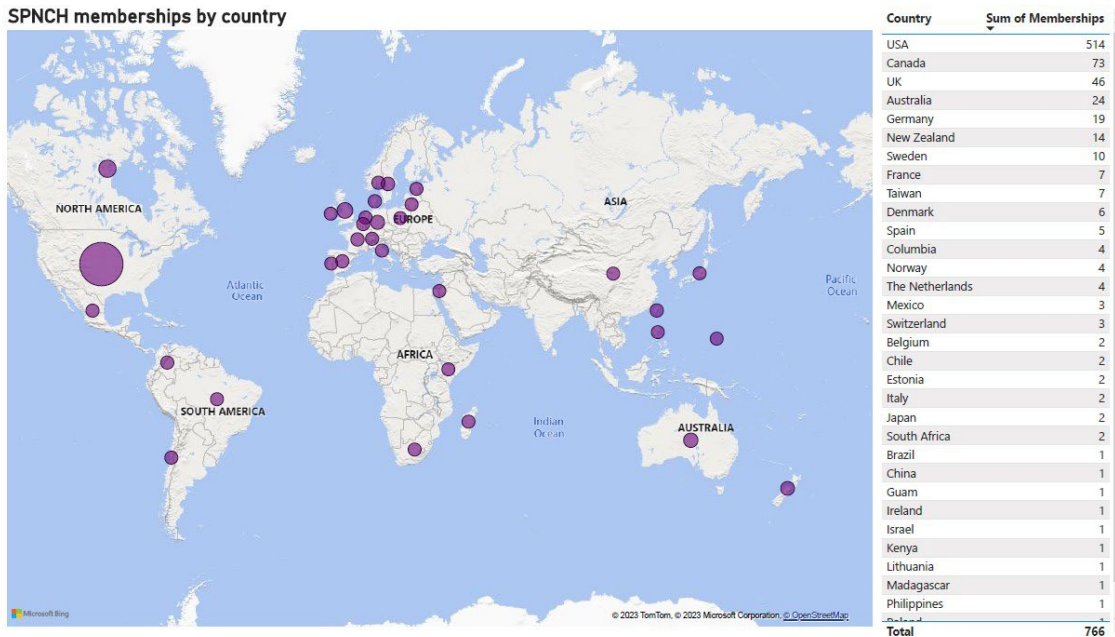 SPNCH memberships by country
NORTH AMERICA
EUROPE
ASIA
Atlantic
Ocean
Pacific
Ocean
AFRICA
SOUTH AMERICA
Indian
Ocean
AUSTRALIA
Microsoft Bing
© 2023 TomTom, © 2023 Microsoft Corporation, © OpenStreetMap
Country Sum of Memberships
USA 514
Canada 73
UK 46
Australia 24
Germany 19
New Zealand 14
Sweden 10
France 7
Taiwan 7
Denmark 6
Spain 5
Columbia 4
Norway 4
The Netherlands 4
Mexico 3
Switzerland 3
Belgium 2
Chile 2
Estonia 2
Italy 2
Japan 2
South Africa 2
Brazil 1
China 1
Guam 1
Ireland 1
Israel 1
Kenya 1
Lithuania 1
Madagascar 1
Philippines 1
Total 766